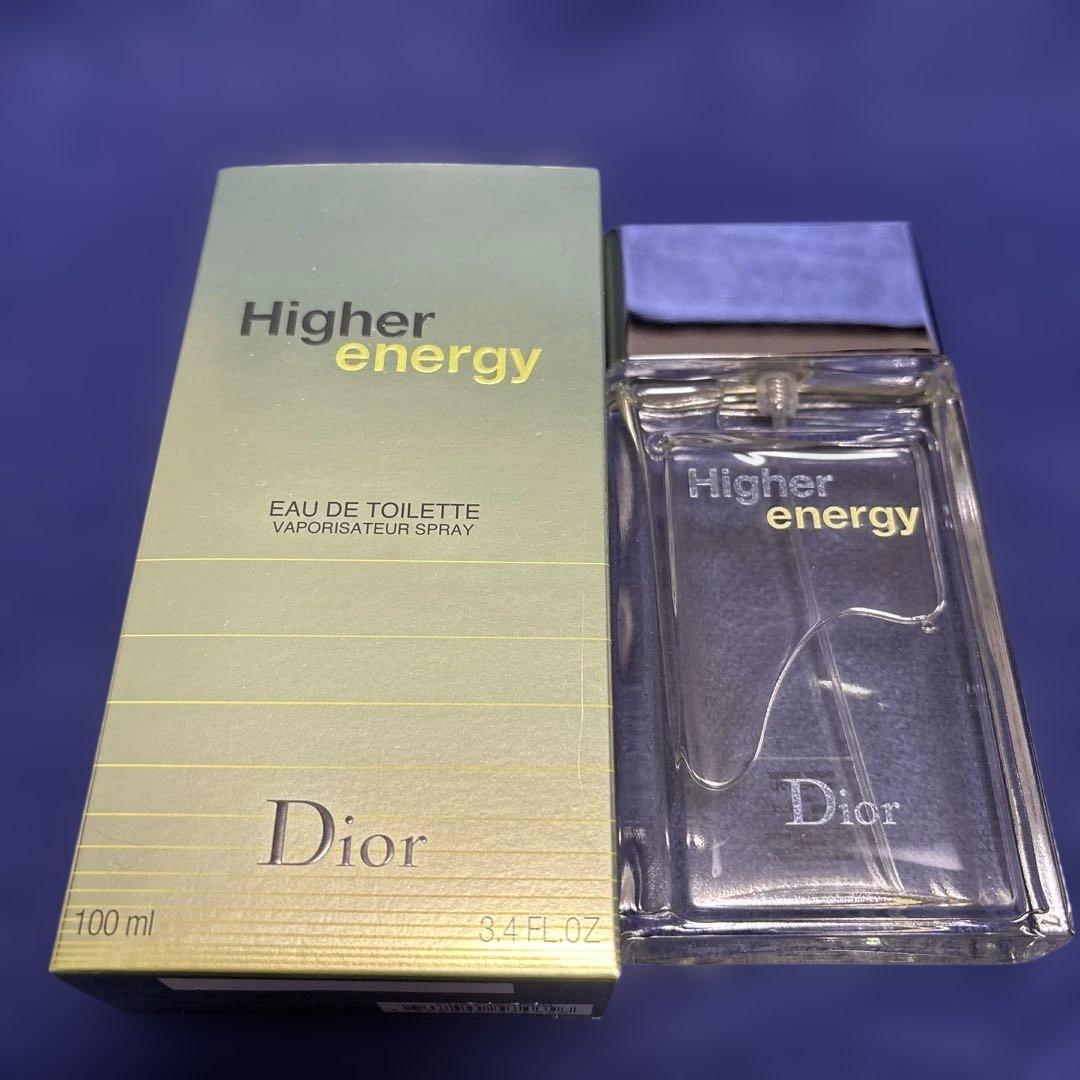 Higher
energy
EAU DE TOILETTE
VAPORISATEUR SPRAY
Dior
100 ml
3.4 FL.OZ
Higher
energy
Dior